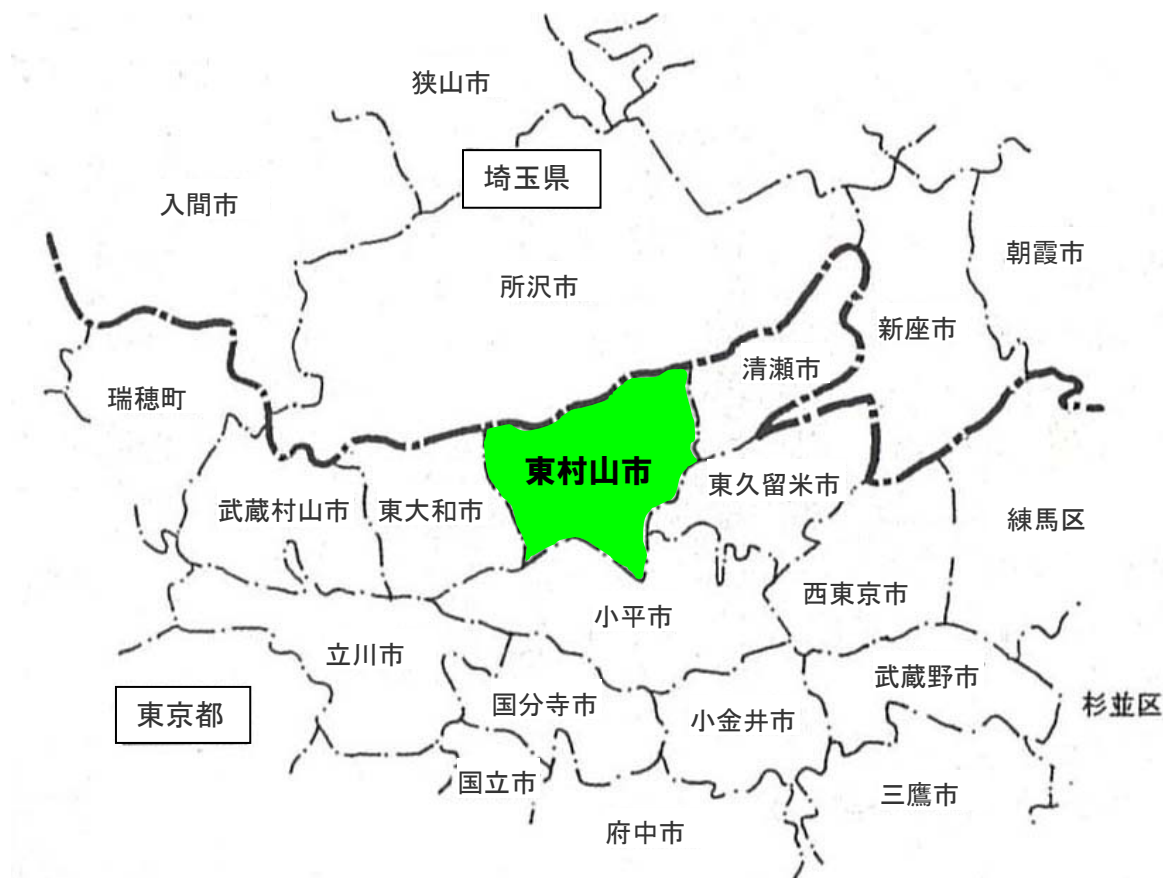 狭山市
埼玉県
入間市
朝霞市
所沢市
新座市
清瀬市
瑞穂町
東村山市
東久留米市
武蔵村山市
東大和市
練馬区
西東京市
小平市
立川市
武蔵野市
国分寺市
小金井市
杉並区
東京都
国立市
三鷹市
府中市